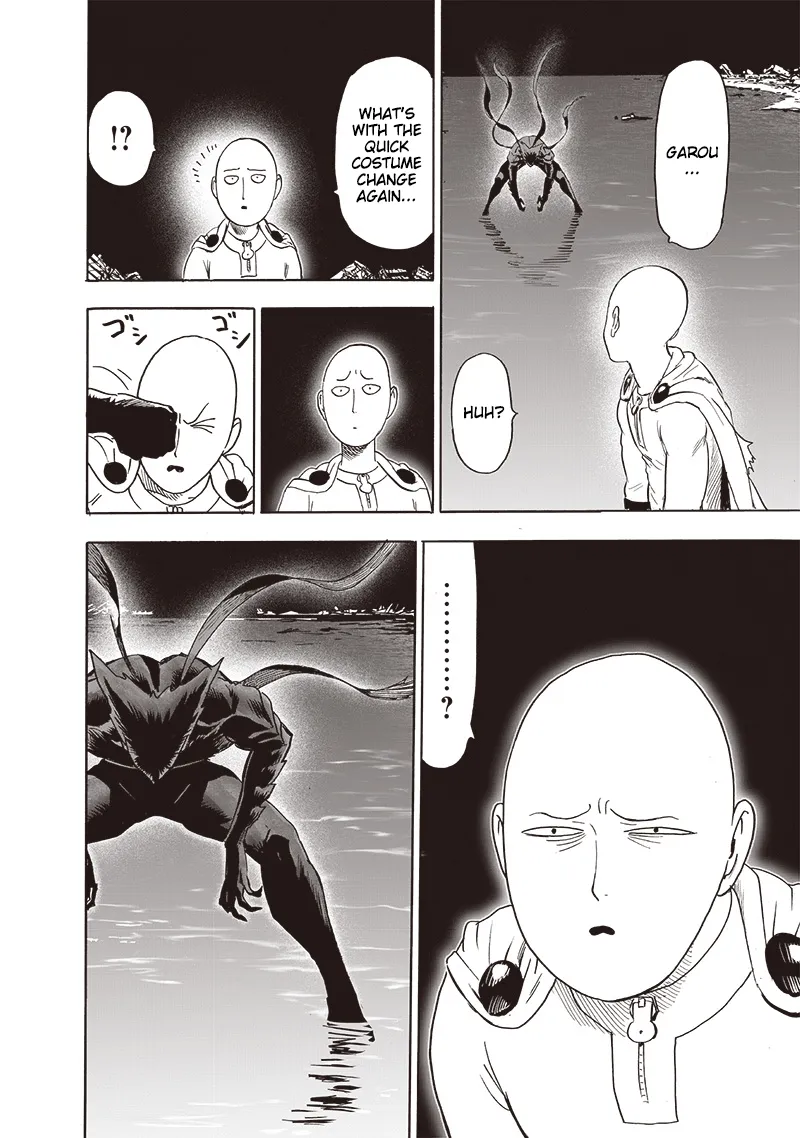 GAROU
...
HUH?
WHAT'S
WITH THE
QUICK
COSTUME
CHANGE
AGAIN...
!?
ゴシ
ゴシ
...........?